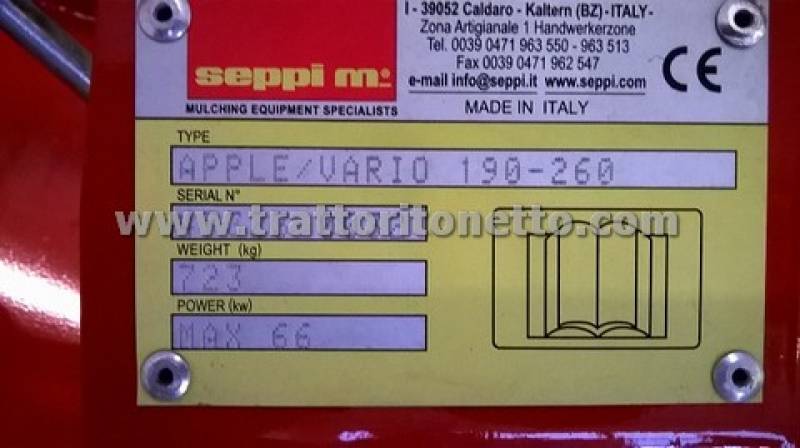 I - 39052 Caldaro - Kaltern (BZ)-ITALY-
Zona Artigianale 1 Handwerkerzone
Tel. 0039 0471 963 550 - 963 513
Fax 0039 0471 962 547
e-mail info@seppi.it www.seppi.com
seppi m.
MULCHING EQUIPMENT SPECIALISTS
MADE IN ITALY
CE
TYPE
APPLE/VARIO 190-260
SERIAL N°
www.trattoritonetto.com
WEIGHT (kg)
723
POWER (kw)
MAX 66